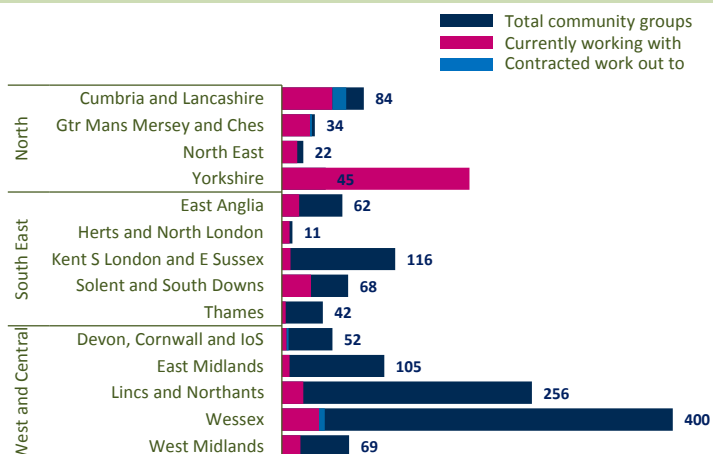 Total community groups
Currently working with
Contracted work out to
North
Cumbria and Lancashire 84
Gtr Mans Mersey and Ches 34
North East 22
Yorkshire 45
South East
East Anglia 62
Herts and North London 11
Kent S London and E Sussex 116
Solent and South Downs 68
Thames 42
West and Central
Devon, Cornwall and IoS 52
East Midlands 105
Lincs and Northants 256
Wessex 400
West Midlands 69